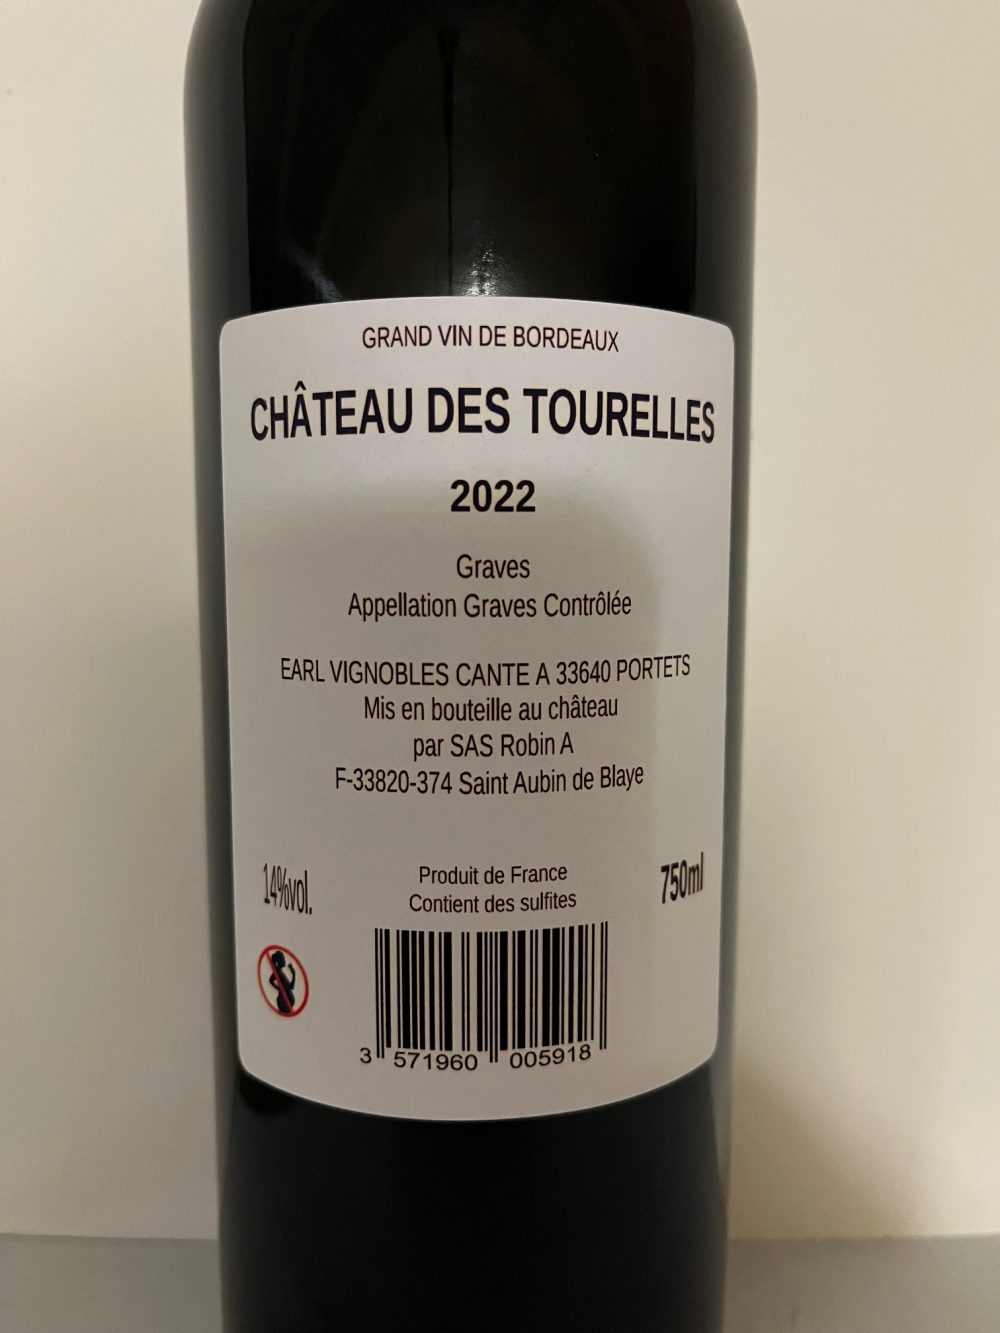 GRAND VIN DE BORDEAUX
CHÂTEAU DES TOURELLES
2022
Graves
Appellation Graves Contrôlée
EARL VIGNOBLES CANTE A 33640 PORTETS
Mis en bouteille au château
par SAS Robin A
F-33820-374 Saint Aubin de Blaye
14%vol.
Produit de France
Contient des sulfites
750ml
3 571960 005918